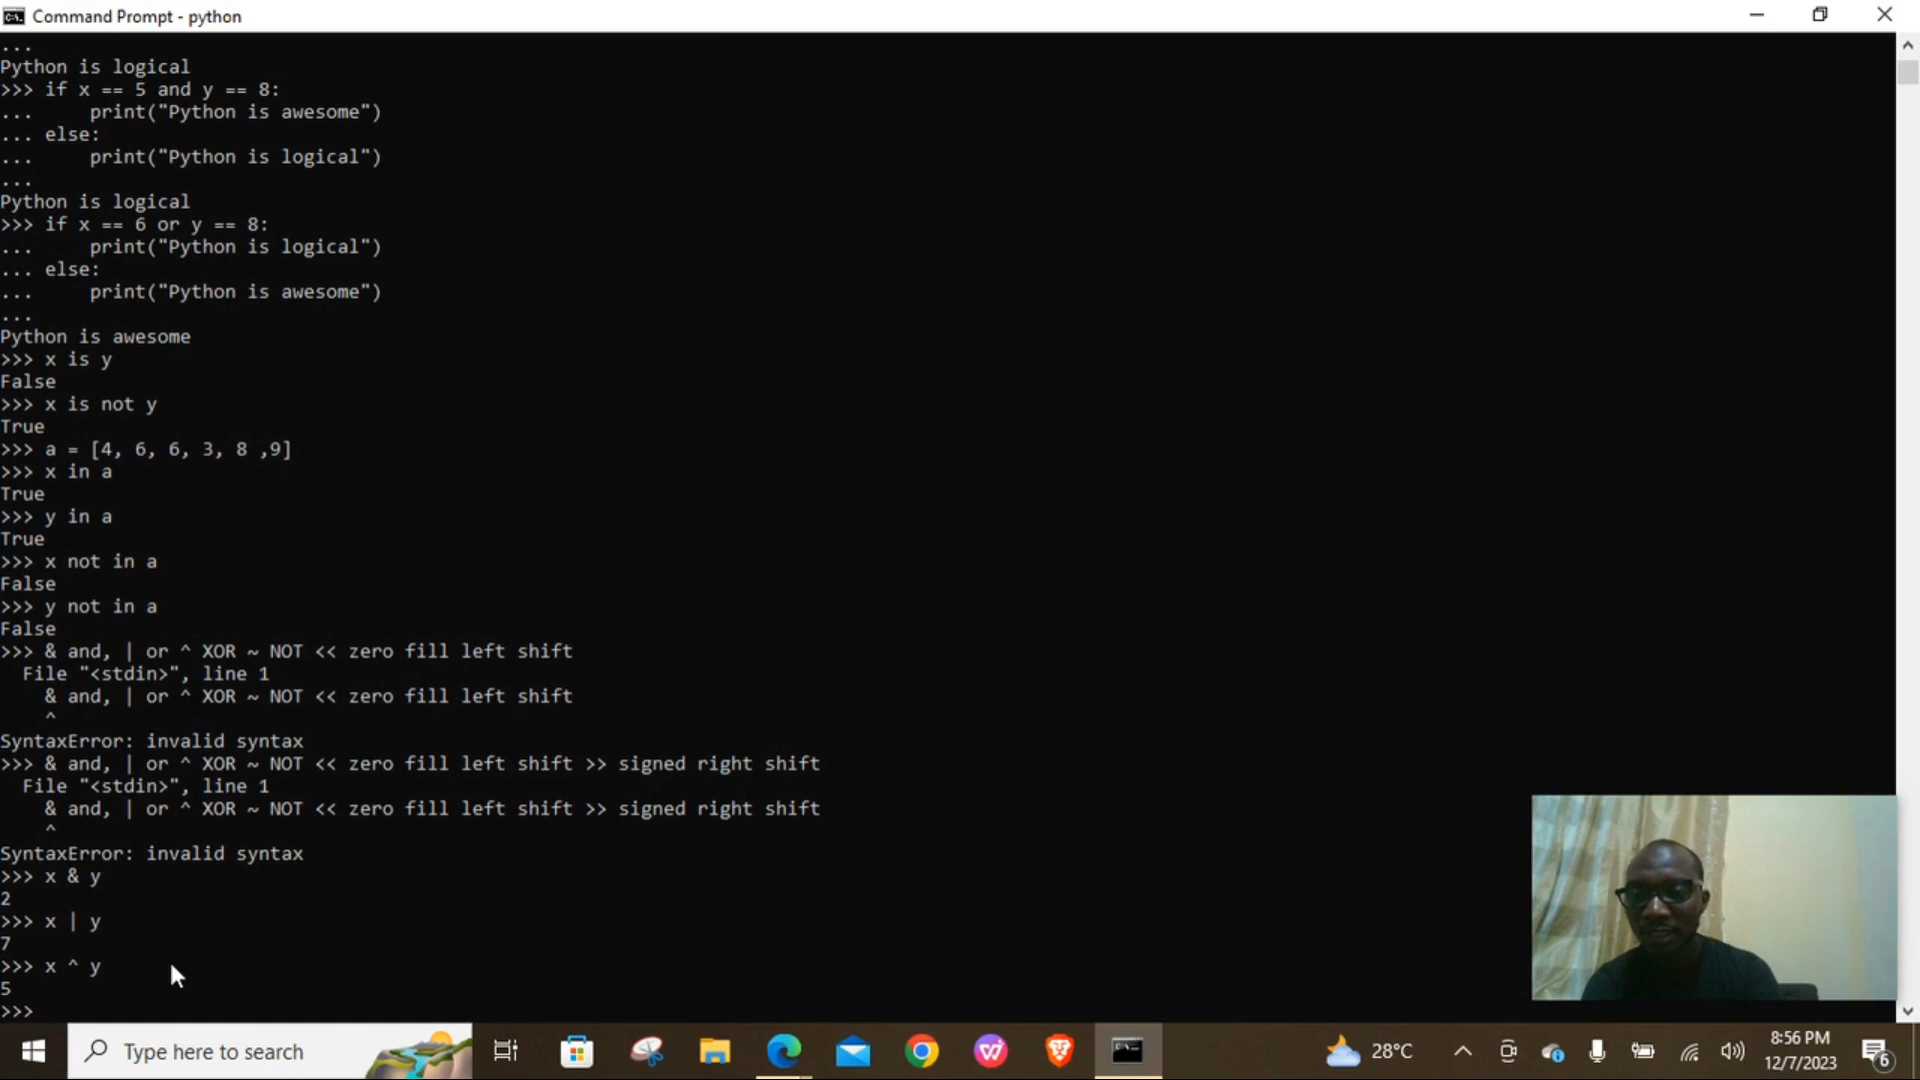 Command Prompt - python
...
Python is logical
>>> if x == 5 and y == 8:
...     print("Python is awesome")
... else:
...     print("Python is logical")
...
Python is logical
>>> if x == 6 or y == 8:
...     print("Python is logical")
... else:
...     print("Python is awesome")
...
Python is awesome
>>> x is y
False
>>> x is not y
True
>>> a = [4, 6, 6, 3, 8 ,9]
>>> x in a
True
>>> y in a
True
>>> x not in a
False
>>> y not in a
False
>>> & and, | or ^ XOR ~ NOT << zero fill left shift
  File "<stdin>", line 1
    & and, | or ^ XOR ~ NOT << zero fill left shift
    ^
SyntaxError: invalid syntax
>>> & and, | or ^ XOR ~ NOT << zero fill left shift >> signed right shift
  File "<stdin>", line 1
    & and, | or ^ XOR ~ NOT << zero fill left shift >> signed right shift
    ^
SyntaxError: invalid syntax
>>> x & y
2
>>> x | y
7
>>> x ^ y
5
>>>
Type here to search
28°C
8:56 PM
12/7/2023
6